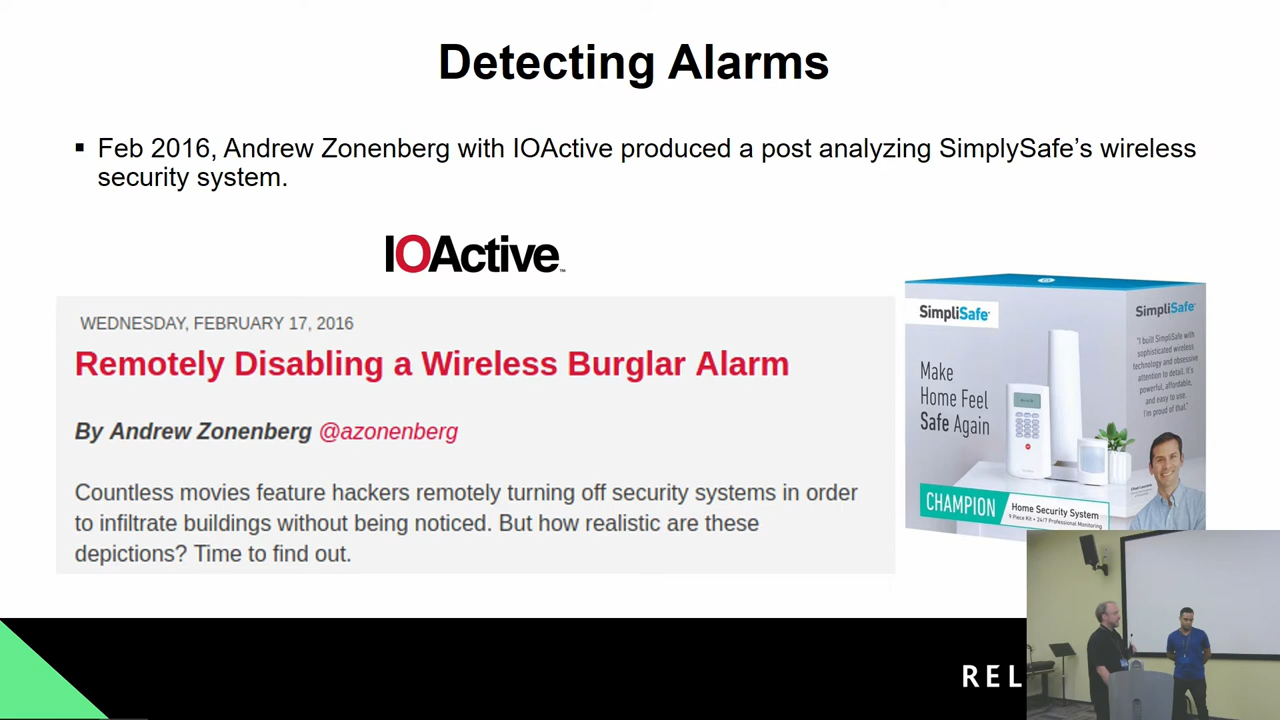 Detecting Alarms
▪ Feb 2016, Andrew Zonenberg with IOActive produced a post analyzing SimplySafe's wireless
security system.
IOActive™
WEDNESDAY, FEBRUARY 17, 2016
Remotely Disabling a Wireless Burglar Alarm
By Andrew Zonenberg @azonenberg
Countless movies feature hackers remotely turning off security systems in order
to infiltrate buildings without being noticed. But how realistic are these
depictions? Time to find out.
SimpliSafe
Make
Home Feel
Safe Again
CHAMPION
Home Security System
9 Piece Kit • 24/7 Professional Monitoring
SimpliSafe
"I built SimpliSafe with
sophisticated wireless
technology and obsessive
attention to detail. It's
powerful, affordable,
and easy to use.
I'm proud of that."
REL